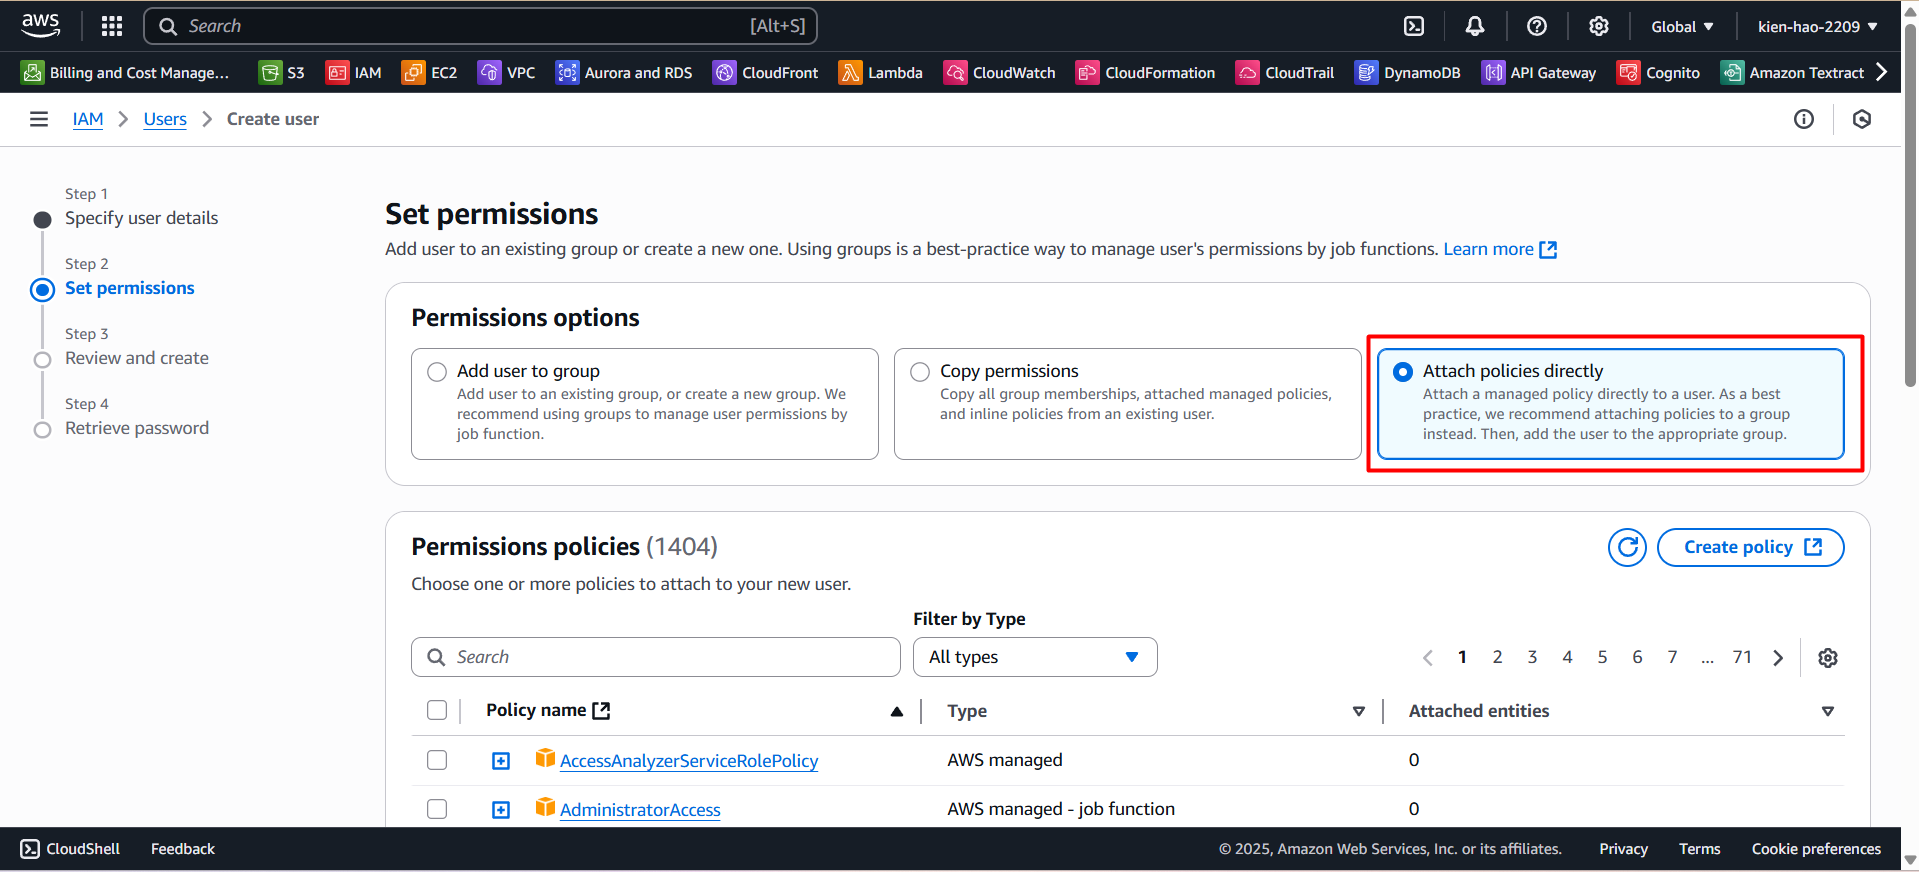 aws
Search [Alt+S]
Global kien-hao-2209
Billing and Cost Manage... S3 IAM EC2 VPC Aurora and RDS CloudFront Lambda CloudWatch CloudFormation CloudTrail DynamoDB API Gateway Cognito Amazon Textract
IAM Users Create user
Step 1
Specify user details
Step 2
Set permissions
Step 3
Review and create
Step 4
Retrieve password
Set permissions
Add user to an existing group or create a new one. Using groups is a best-practice way to manage user's permissions by job functions. Learn more
Permissions options
Add user to group
Add user to an existing group, or create a new group. We
recommend using groups to manage user permissions by
job function.
Copy permissions
Copy all group memberships, attached managed policies,
and inline policies from an existing user.
Attach policies directly
Attach a managed policy directly to a user. As a best
practice, we recommend attaching policies to a group
instead. Then, add the user to the appropriate group.
Permissions policies (1404)
Create policy
Choose one or more policies to attach to your new user.
Filter by Type
Search
All types
1 2 3 4 5 6 7 ... 71
Policy name Type Attached entities
AccessAnalyzerServiceRolePolicy AWS managed 0
AdministratorAccess AWS managed - job function 0
CloudShell Feedback © 2025, Amazon Web Services, Inc. or its affiliates. Privacy Terms Cookie preferences